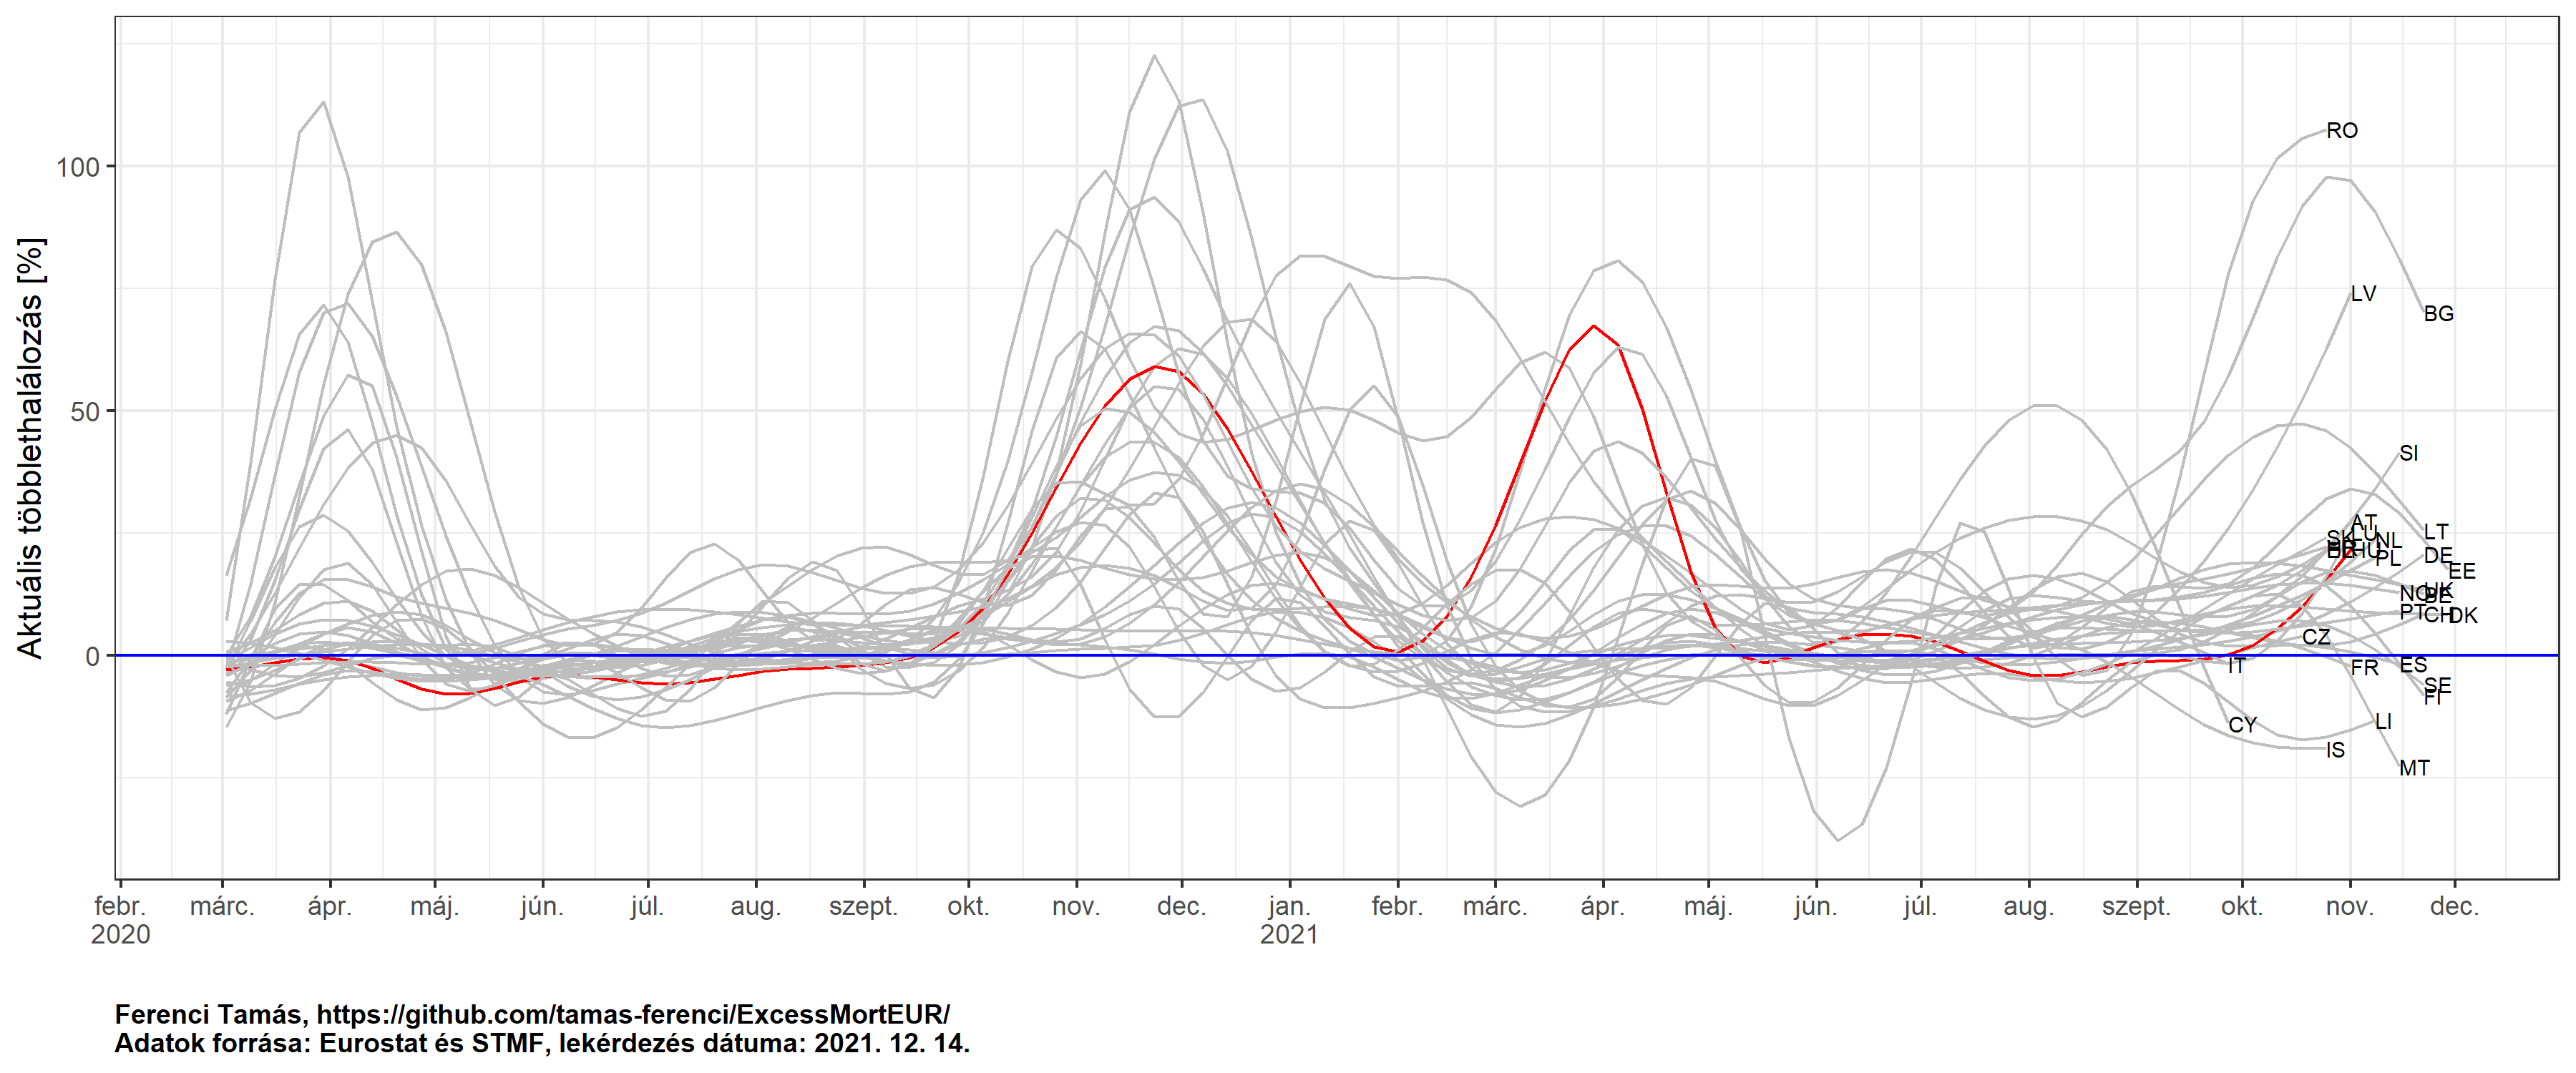 Aktuális többlethalálozás [%]
100
50
0
RO
LV
BG
SI
AT
LU
SK
NL
HU
PL
LT
DE
EE
NO
UK
BE
PT
CH
DK
CZ
IT
FR
ES
SE
FI
CY
LI
IS
MT
febr. márc. ápr. máj. jún. júl. aug. szept. okt. nov. dec. jan. febr. márc. ápr. máj. jún. júl. aug. szept. okt. nov. dec.
2020 2021
Ferenci Tamás, https://github.com/tamas-ferenci/ExcessMortEUR/
Adatok forrása: Eurostat és STMF, lekérdezés dátuma: 2021. 12. 14.